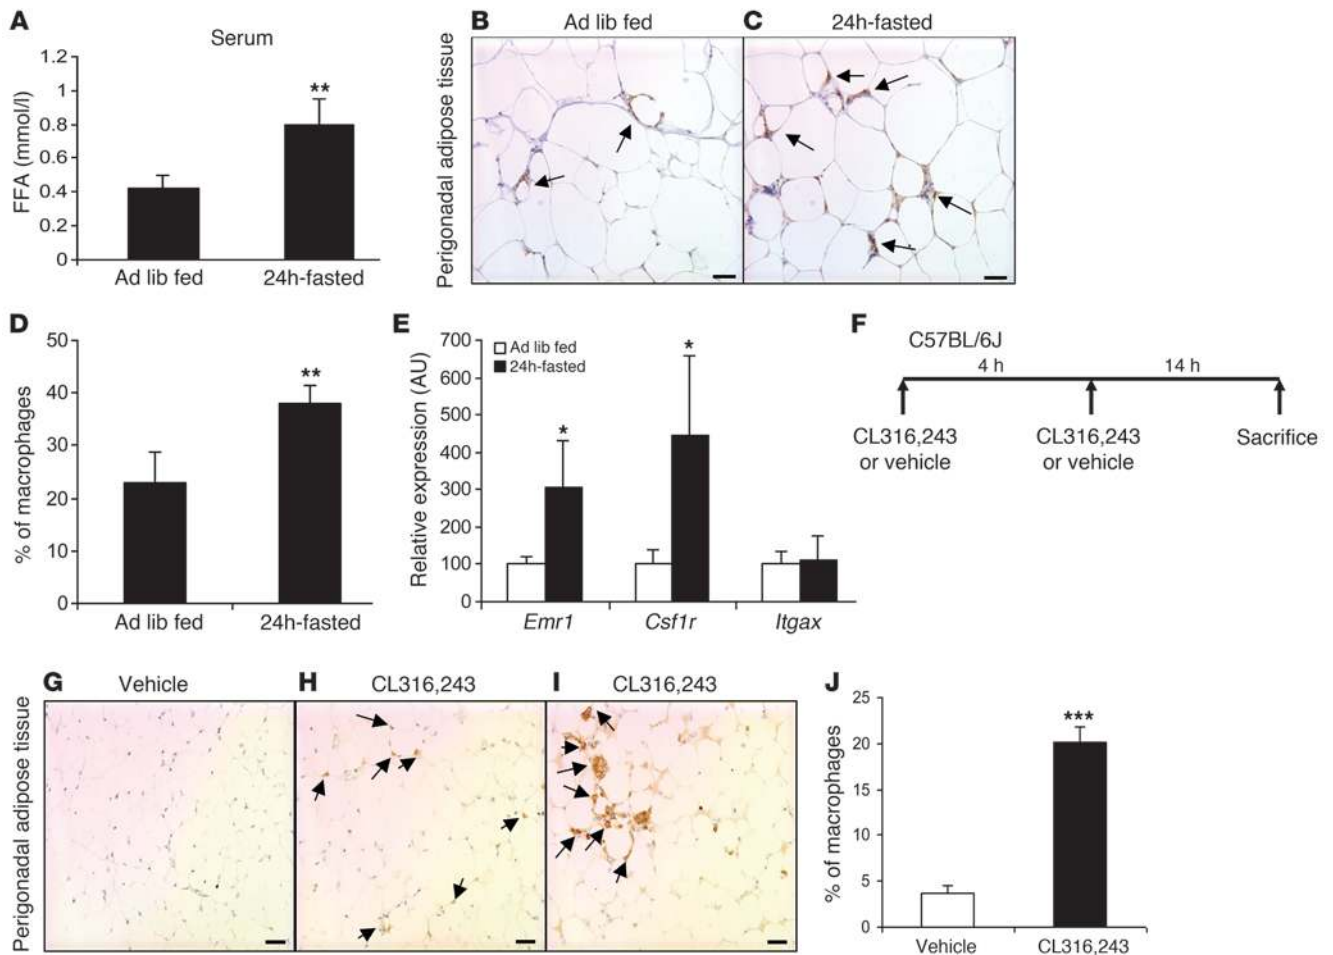 A
Serum
1.2
1
0.8
0.6
0.4
0.2
0
FFA (mmol/l)
**
Ad lib fed
24h-fasted
B
Ad lib fed
C
24h-fasted
Perigonadal adipose tissue
D
50
40
30
20
10
0
% of macrophages
**
Ad lib fed
24h-fasted
E
700
600
500
400
300
200
100
0
Relative expression (AU)
Ad lib fed
24h-fasted
*
*
Emr1
Csf1r
Itgax
F
C57BL/6J
4 h
14 h
CL316,243
or vehicle
CL316,243
or vehicle
Sacrifice
G
Vehicle
H
CL316,243
I
CL316,243
Perigonadal adipose tissue
J
25
20
15
10
5
0
% of macrophages
***
Vehicle
CL316,243